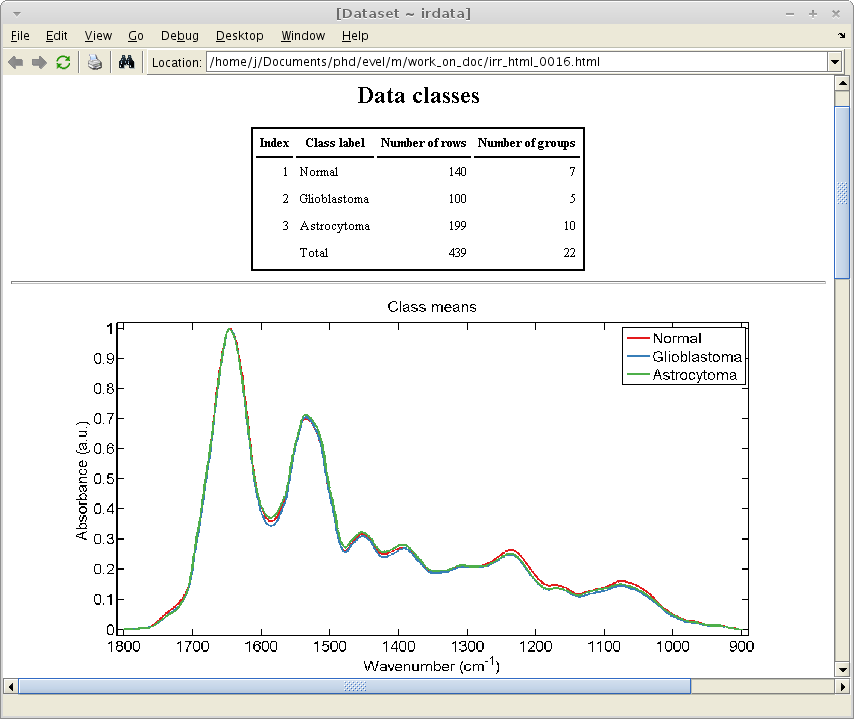 [Dataset ~ irdata]
File Edit View Go Debug Desktop Window Help
Location: /home/j/Documents/phd/evel/m/work_on_doc/irr_html_0016.html
Data classes
Index Class label Number of rows Number of groups
1 Normal 140 7
2 Glioblastoma 100 5
3 Astrocytoma 199 10
Total 439 22
Class means
Normal
Glioblastoma
Astrocytoma
1
0.9
0.8
0.7
0.6
0.5
0.4
0.3
0.2
0.1
0
Absorbance (a.u.)
1800 1700 1600 1500 1400 1300 1200 1100 1000 900
Wavenumber (cm⁻¹)